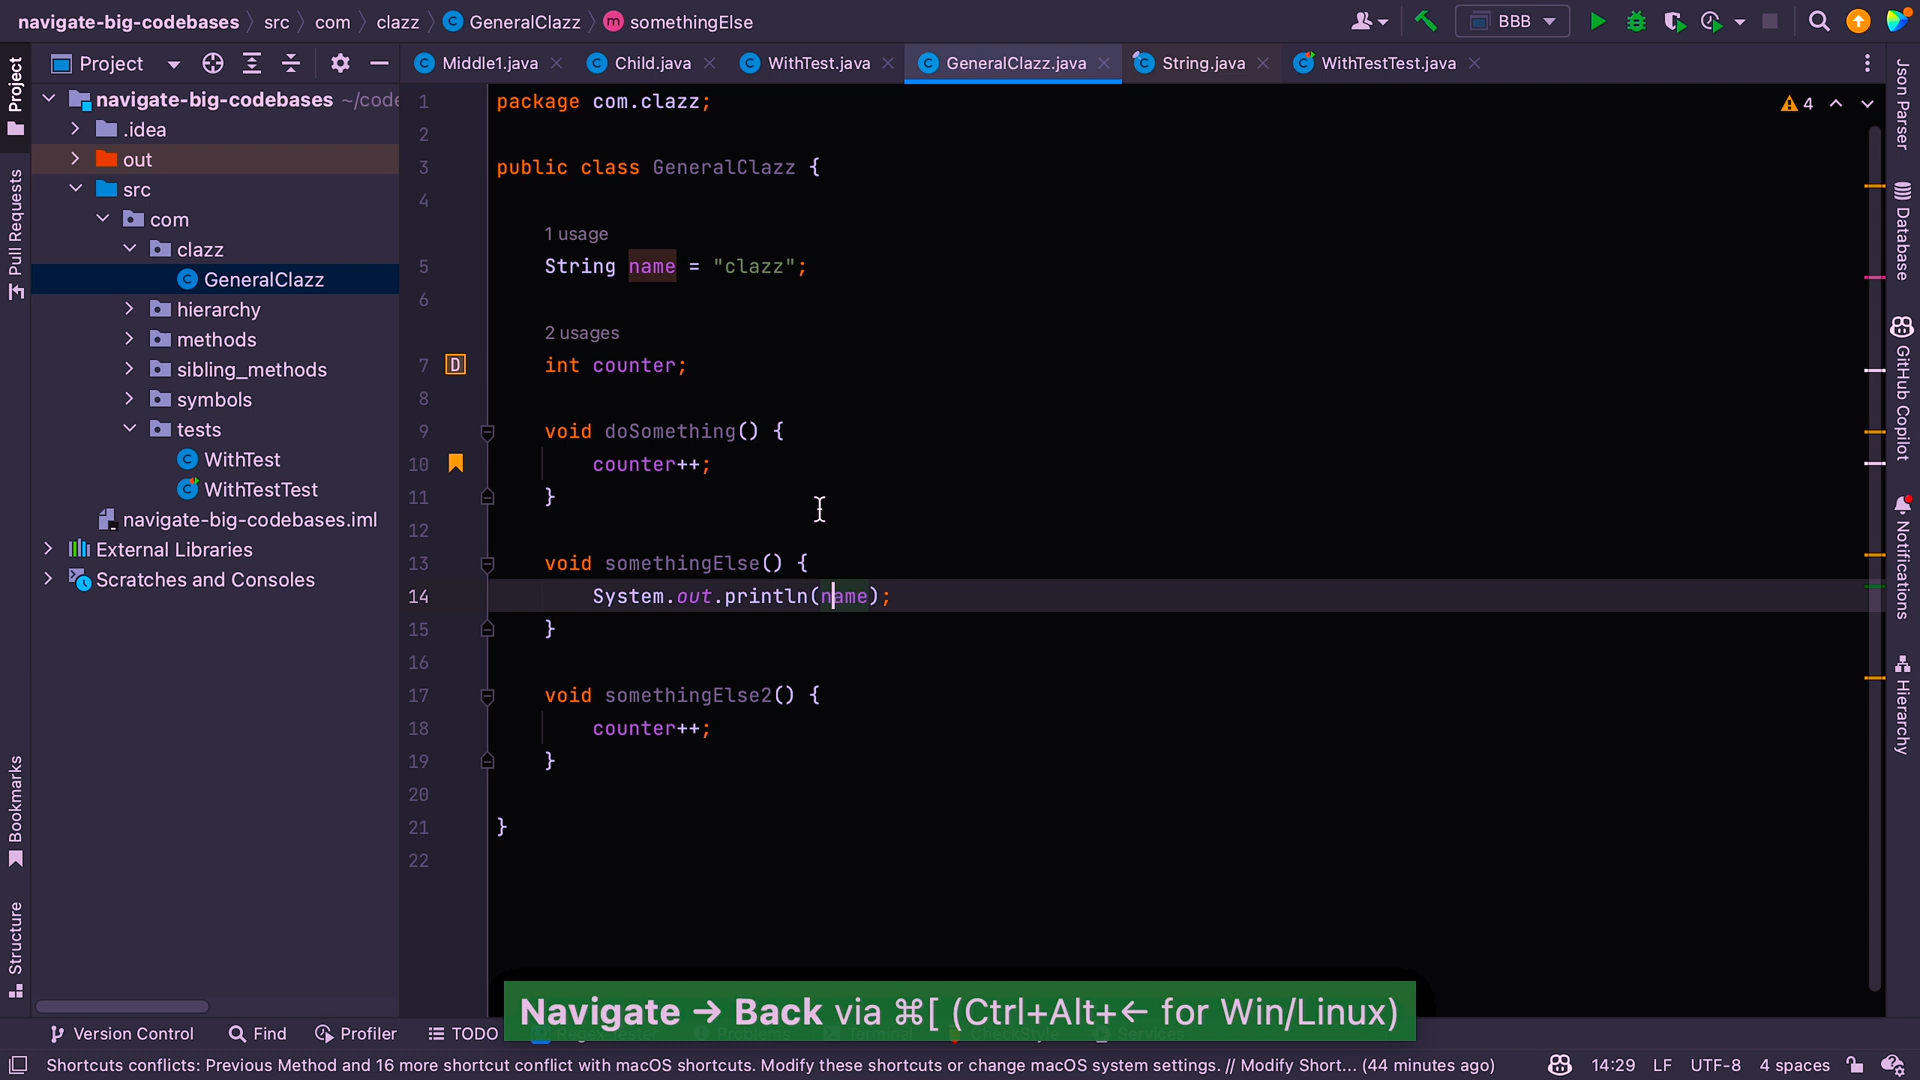 navigate-big-codebases src com clazz GeneralClazz m somethingElse BBB
Project
Middle1.java Child.java WithTest.java GeneralClazz.java String.java WithTestTest.java
navigate-big-codebases ~/code
.idea
out
src
com
clazz
GeneralClazz
hierarchy
methods
sibling_methods
symbols
tests
WithTest
WithTestTest
navigate-big-codebases.iml
External Libraries
Scratches and Consoles
Project
Pull Requests
Bookmarks
Structure
4
1 package com.clazz;
2
3 public class GeneralClazz {
4
1 usage
5 String name = "clazz";
6
2 usages
7 D int counter;
8
9 void doSomething() {
10 counter++;
11 }
12
13 void somethingElse() {
14 System.out.println(name);
15 }
16
17 void somethingElse2() {
18 counter++;
19 }
20
21 }
22
Json Parser
Database
GitHub Copilot
Notifications
Hierarchy
Navigate → Back via ⌘[ (Ctrl+Alt+← for Win/Linux)
Version Control Find Profiler TODO
Shortcuts conflicts: Previous Method and 16 more shortcut conflict with macOS shortcuts. Modify these shortcuts or change macOS system settings. // Modify Short... (44 minutes ago) 14:29 LF UTF-8 4 spaces